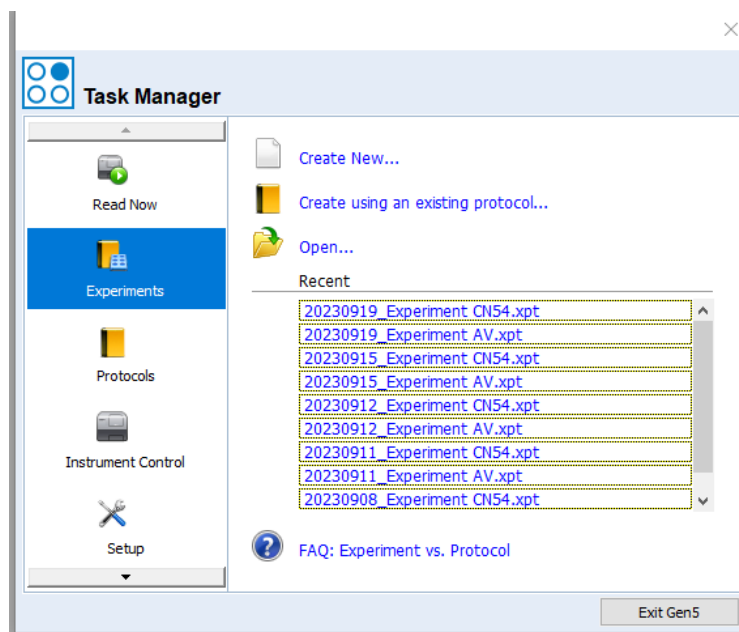 Task Manager
Read Now
Experiments
Protocols
Instrument Control
Setup
Create New...
Create using an existing protocol...
Open...
Recent
20230919_Experiment CN54.xpt
20230919_Experiment AV.xpt
20230915_Experiment CN54.xpt
20230915_Experiment AV.xpt
20230912_Experiment CN54.xpt
20230912_Experiment AV.xpt
20230911_Experiment CN54.xpt
20230911_Experiment AV.xpt
20230908_Experiment CN54.xpt
FAQ: Experiment vs. Protocol
Exit Gen5